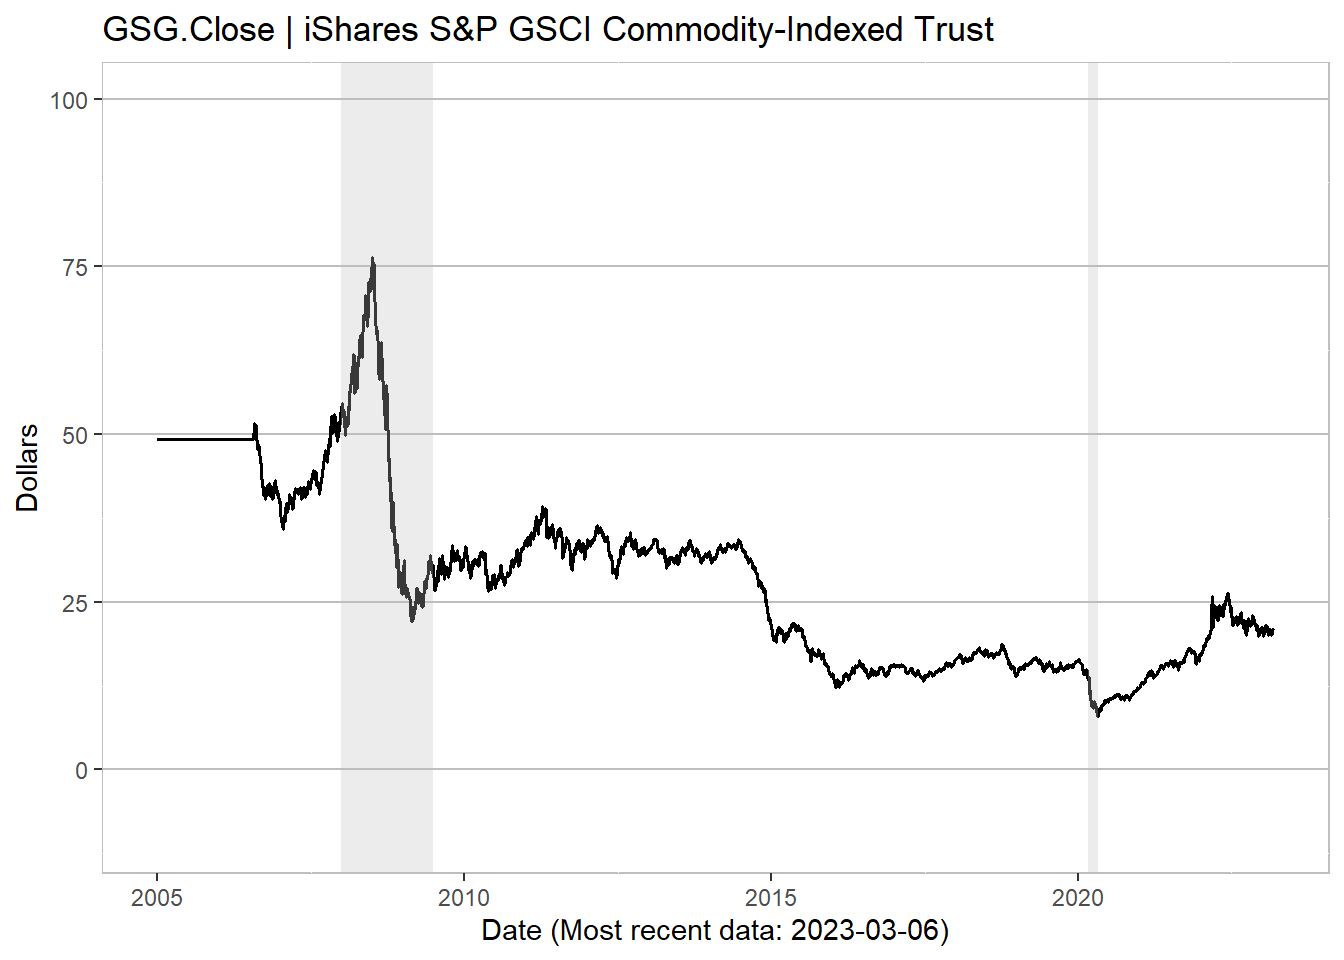 GSG.Close | iShares S&P GSCI Commodity-Indexed Trust
100
75
50
25
0
Dollars
2005 2010 2015 2020
Date (Most recent data: 2023-03-06)